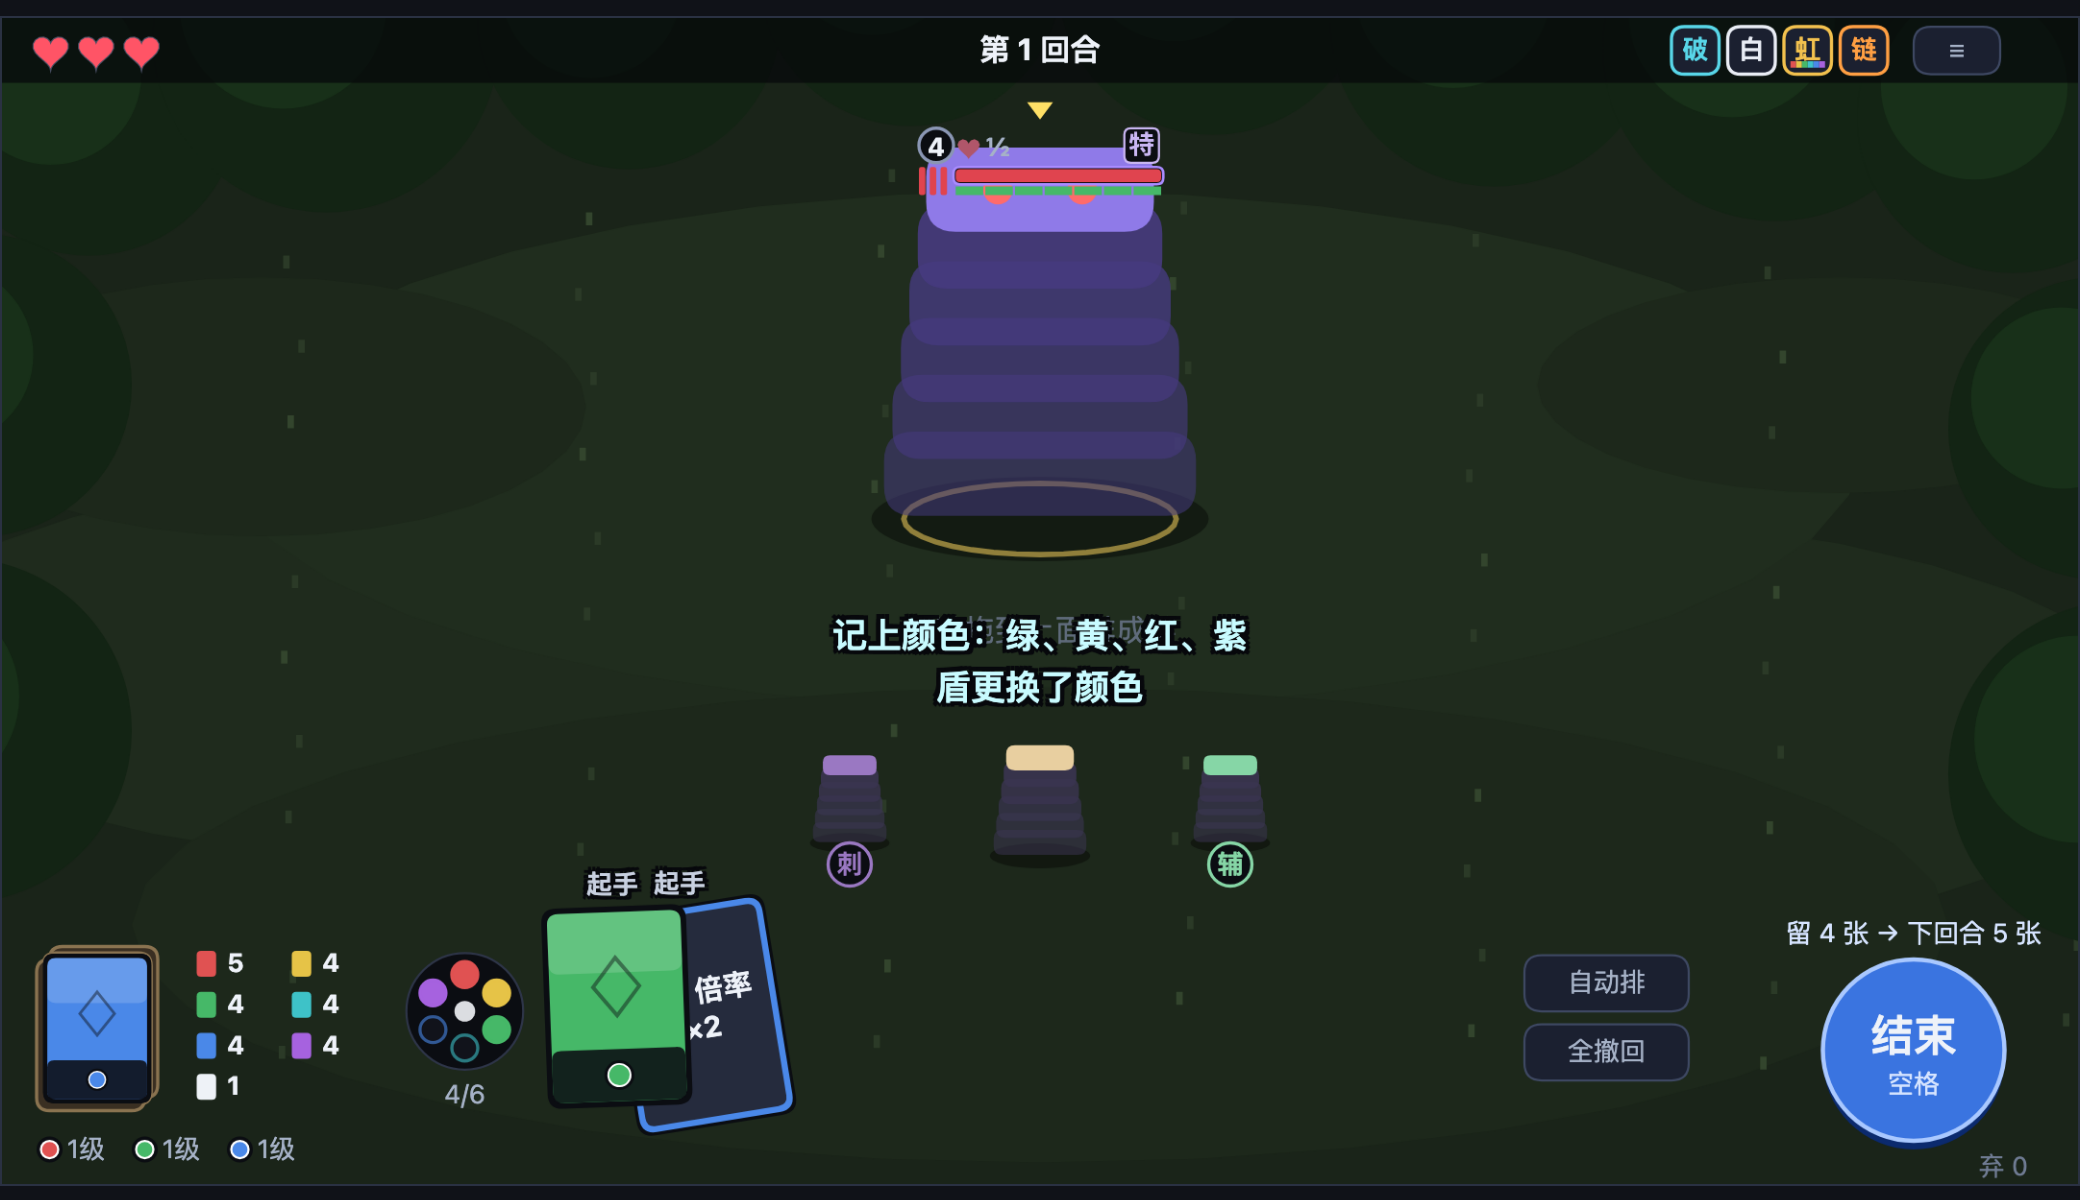 第 1 回合
破 白 虹 链 ≡
4 ½ 特
记上颜色：绿、黄、红、紫
盾更换了颜色
刺 辅
起手 起手
倍率
×2
5 4
4 4
4 4
1
4/6
1级 1级 1级
自动排
全撤回
留 4 张 → 下回合 5 张
结束
空格
弃 0